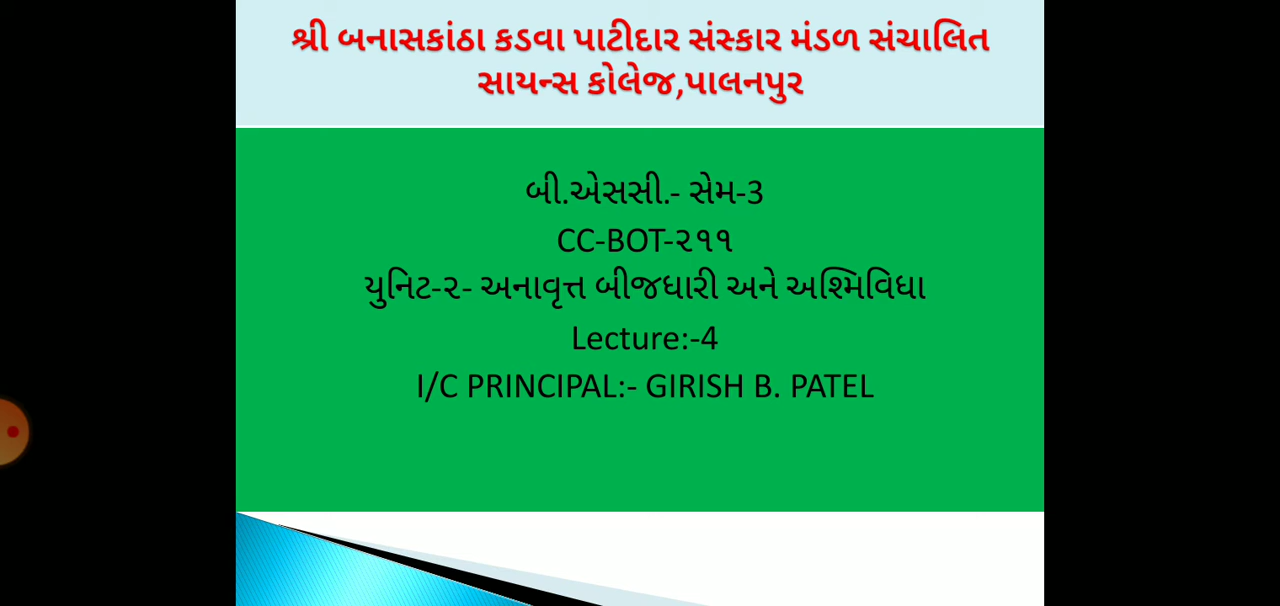 શ્રી બનાસકાંઠા કડવા પાટીદાર સંસ્કાર મંડળ સંચાલિત
સાયન્સ કોલેજ,પાલનપુર
બી.એસસી.- સેમ-3
CC-BOT-૨૧૧
યુનિટ-૨- અનાવૃત્ત બીજધારી અને અશ્મિવિધા
Lecture:-4
I/C PRINCIPAL:- GIRISH B. PATEL